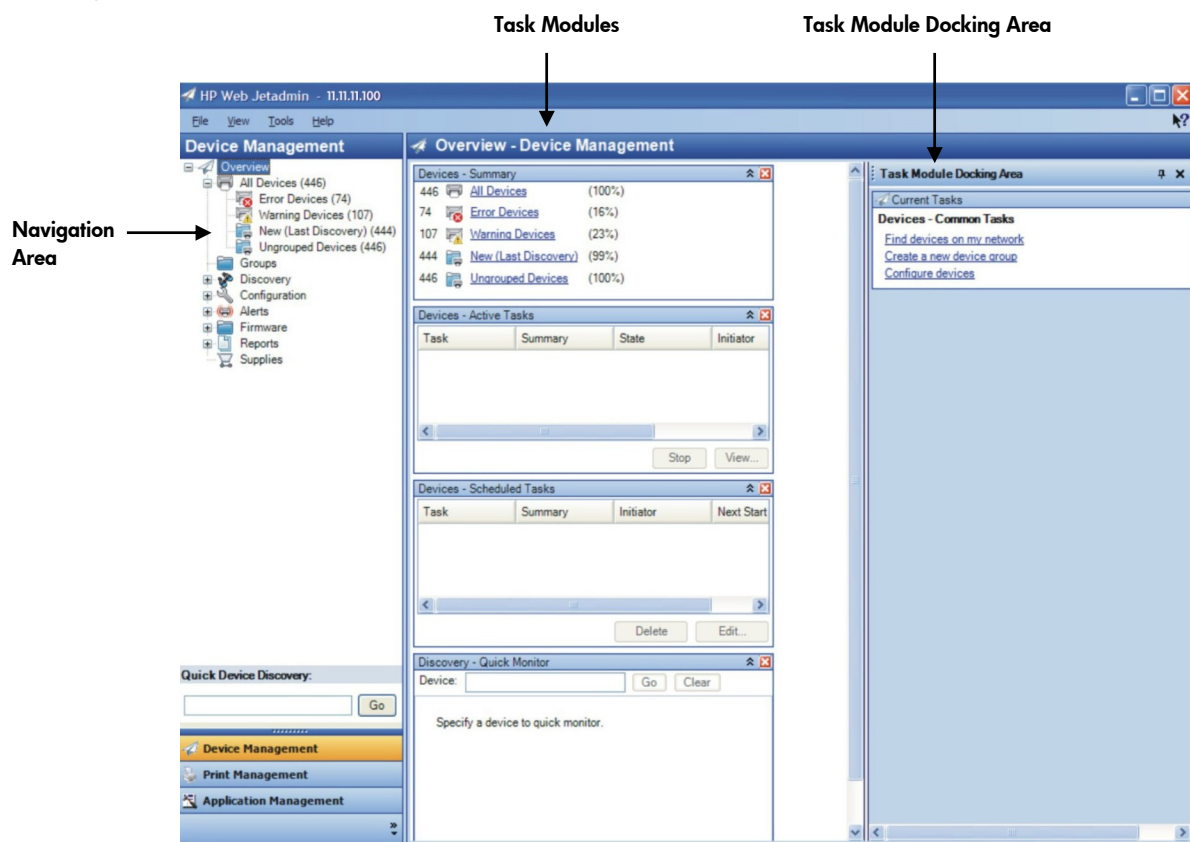 Task Modules
Task Module Docking Area
HP Web Jetadmin - 11.11.11.100
File View Tools Help
Device Management
Overview - Device Management
Navigation Area
Overview
All Devices (446)
Error Devices (74)
Warning Devices (107)
New (Last Discovery) (444)
Ungrouped Devices (446)
Groups
Discovery
Configuration
Alerts
Firmware
Reports
Supplies
Quick Device Discovery:
Go
Device Management
Print Management
Application Management
Devices - Summary
446 All Devices (100%)
74 Error Devices (16%)
107 Warning Devices (23%)
444 New (Last Discovery) (99%)
446 Ungrouped Devices (100%)
Devices - Active Tasks
Task Summary State Initiator
Stop View...
Devices - Scheduled Tasks
Task Summary Initiator Next Start
Delete Edit...
Discovery - Quick Monitor
Device: Go Clear
Specify a device to quick monitor.
Task Module Docking Area
Current Tasks
Devices - Common Tasks
Find devices on my network
Create a new device group
Configure devices